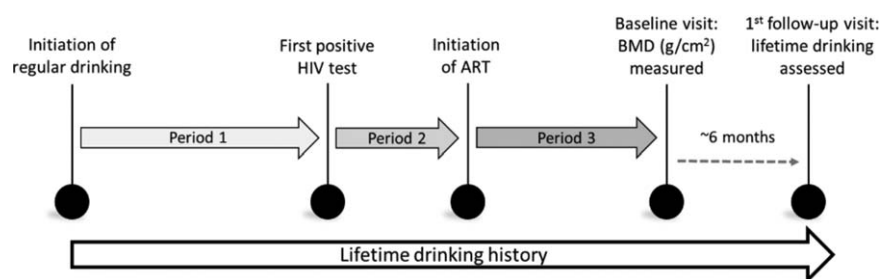 Initiation of
regular drinking
First positive
HIV test
Initiation
of ART
Baseline visit:
BMD (g/cm²)
measured
1st follow-up visit:
lifetime drinking
assessed
Period 1
Period 2
Period 3
~6 months
Lifetime drinking history